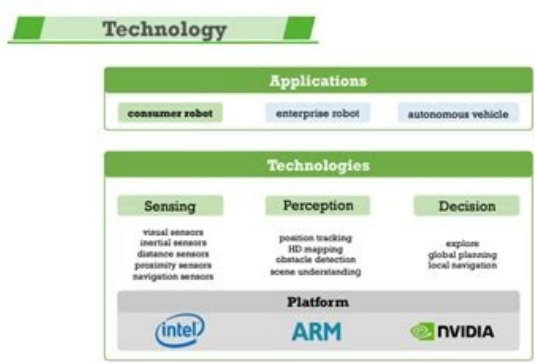 Technology
Applications
consumer robot
enterprise robot
autonomous vehicle
Technologies
Sensing
visual sensors
inertial sensors
distance sensors
proximity sensors
navigation sensors
Perception
position tracking
HD mapping
obstacle detection
scene understanding
Decision
explore
global planning
local navigation
Platform
intel
ARM
NVIDIA